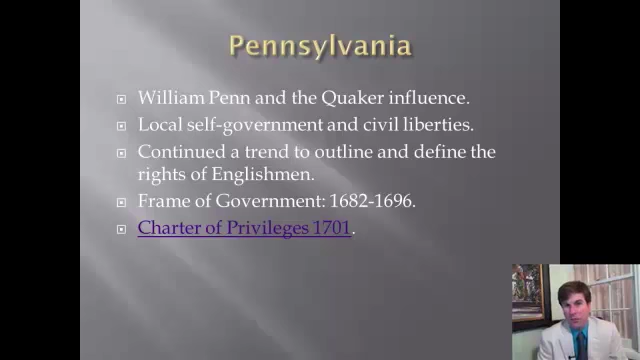 Pennsylvania
William Penn and the Quaker influence.
Local self-government and civil liberties.
Continued a trend to outline and define the
rights of Englishmen.
Frame of Government: 1682-1696.
Charter of Privileges 1701.